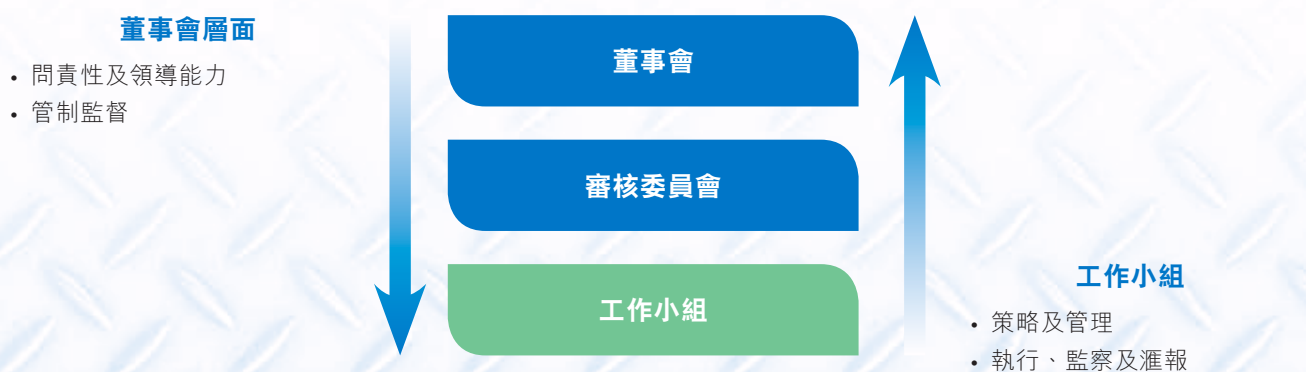 董事會層面
• 問責性及領導能力
• 管制監督
董事會
審核委員會
工作小組
工作小組
• 策略及管理
• 執行、監察及滙報